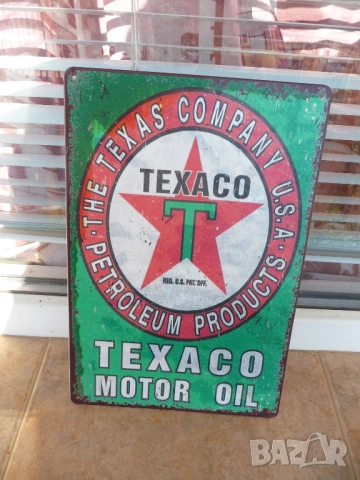 THE TEXAS COMPANY U.S.A.
TEXACO
T
REG. U.S. PAT. OFF.
PETROLEUM PRODUCTS
TEXACO
MOTOR OIL
BAZAR